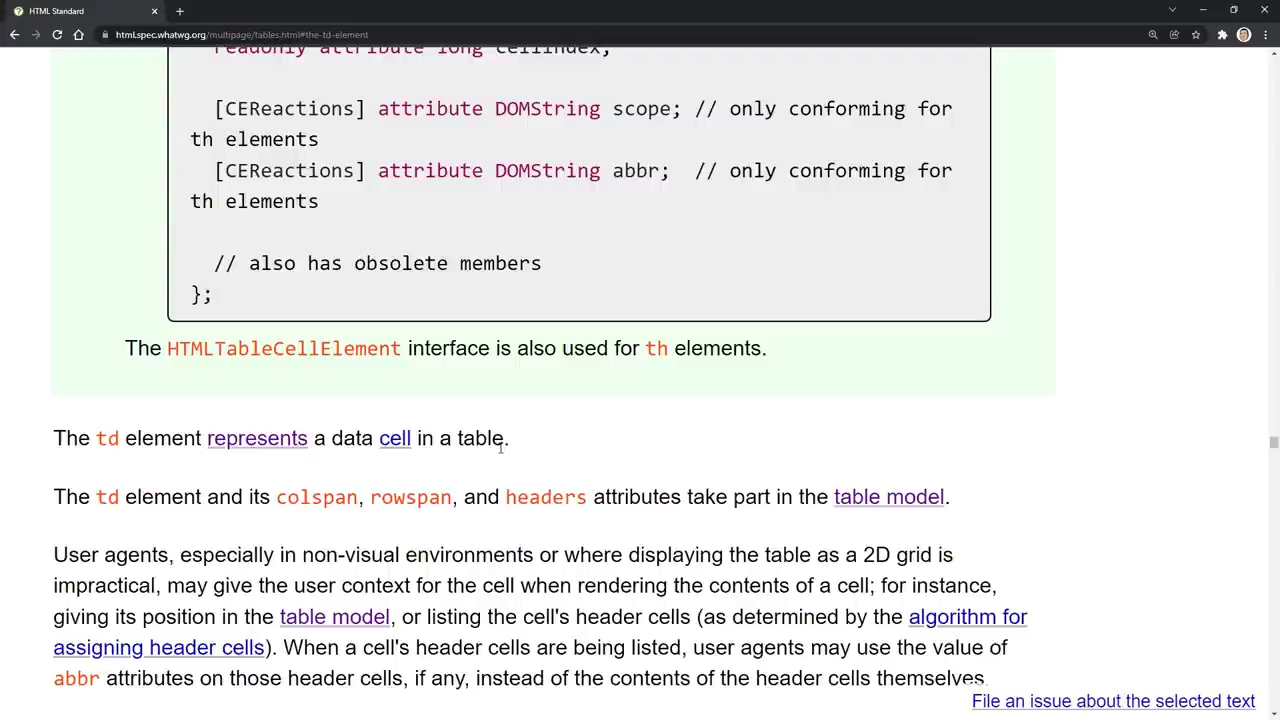 HTML Standard
html.spec.whatwg.org/multipage/tables.html#the-td-element
readonly attribute long cellIndex;
[CEReactions] attribute DOMString scope; // only conforming for
th elements
[CEReactions] attribute DOMString abbr;  // only conforming for
th elements
// also has obsolete members
};
The HTMLTableCellElement interface is also used for th elements.
The td element represents a data cell in a table.
The td element and its colspan, rowspan, and headers attributes take part in the table model.
User agents, especially in non-visual environments or where displaying the table as a 2D grid is
impractical, may give the user context for the cell when rendering the contents of a cell; for instance,
giving its position in the table model, or listing the cell's header cells (as determined by the algorithm for
assigning header cells). When a cell's header cells are being listed, user agents may use the value of
abbr attributes on those header cells, if any, instead of the contents of the header cells themselves.
File an issue about the selected text